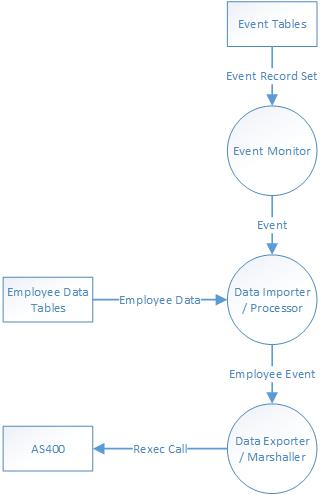 Event Tables
Event Record Set
Event Monitor
Event
Employee Data
Tables
Employee Data
Data Importer
/ Processor
Employee Event
AS400
Rexec Call
Data Exporter
/ Marshaller